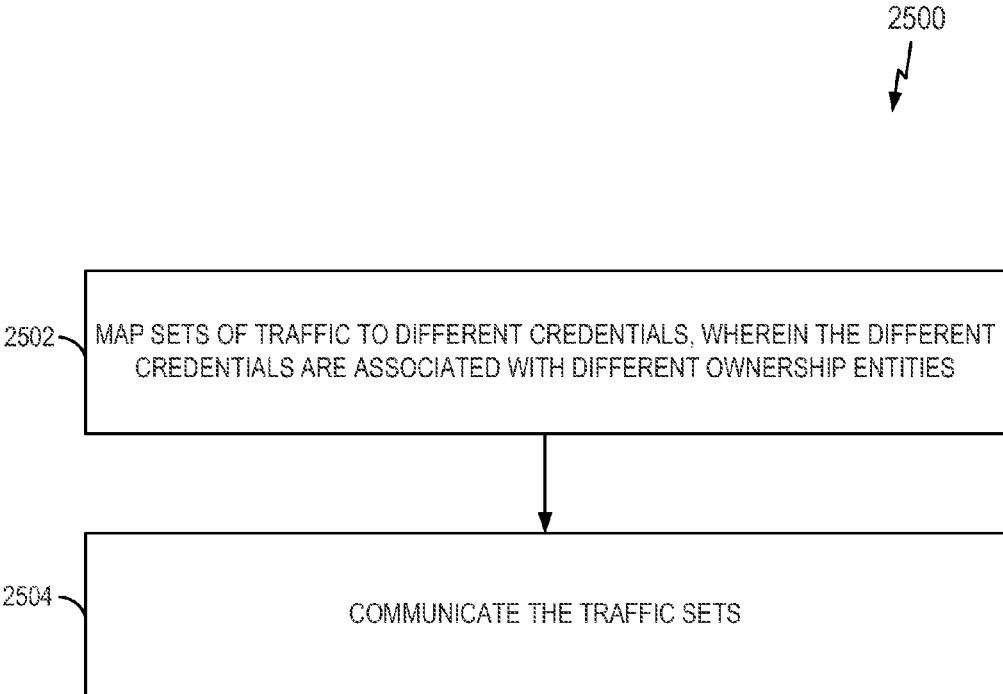 2500
2502
MAP SETS OF TRAFFIC TO DIFFERENT CREDENTIALS, WHEREIN THE DIFFERENT
CREDENTIALS ARE ASSOCIATED WITH DIFFERENT OWNERSHIP ENTITIES
2504
COMMUNICATE THE TRAFFIC SETS